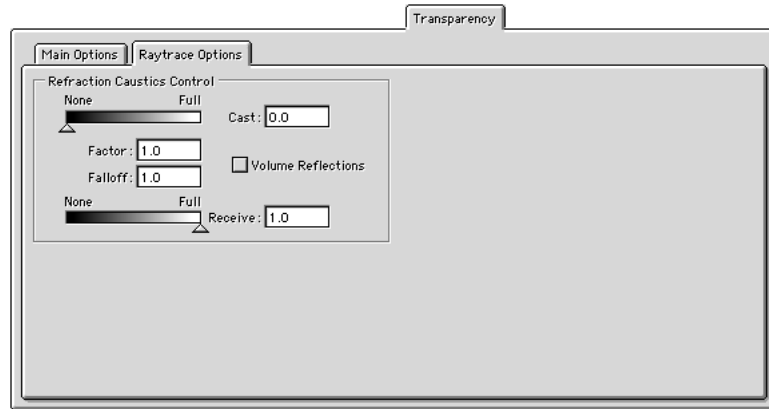 Transparency
Main Options Raytrace Options
Refraction Caustics Control
None Full
Cast: 0.0
Factor: 1.0
Volume Reflections
Falloff: 1.0
None Full
Receive: 1.0